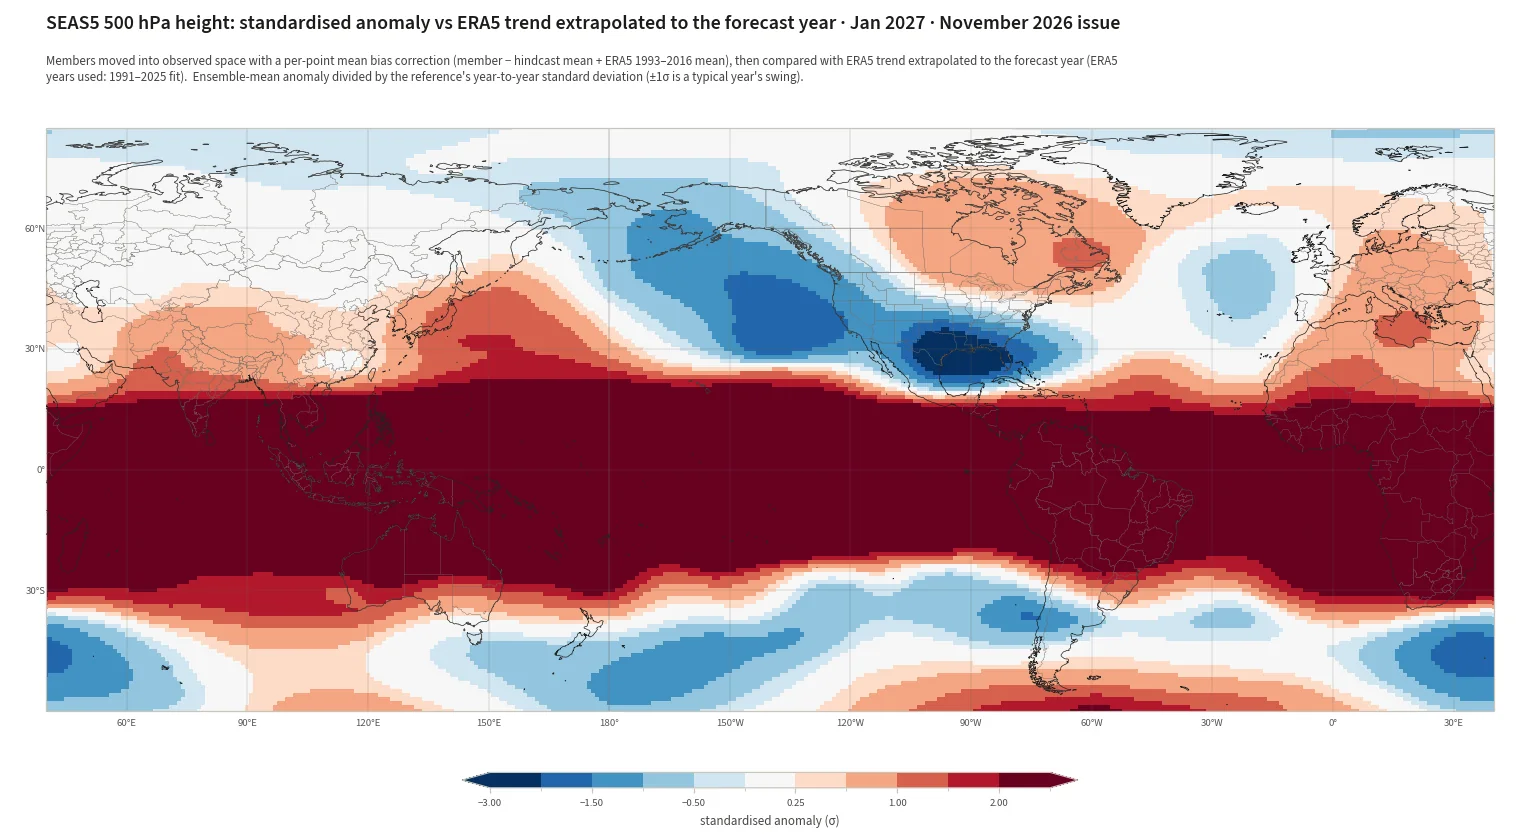 SEAS5 500 hPa height: standardised anomaly vs ERA5 trend extrapolated to the forecast year · Jan 2027 · November 2026 issue
Members moved into observed space with a per-point mean bias correction (member − hindcast mean + ERA5 1993–2016 mean), then compared with ERA5 trend extrapolated to the forecast year (ERA5
years used: 1991–2025 fit). Ensemble-mean anomaly divided by the reference's year-to-year standard deviation (±1σ is a typical year's swing).
60°N
30°N
0°
30°S
60°E 90°E 120°E 150°E 180° 150°W 120°W 90°W 60°W 30°W 0° 30°E
−3.00 −1.50 −0.50 0.25 1.00 2.00
standardised anomaly (σ)